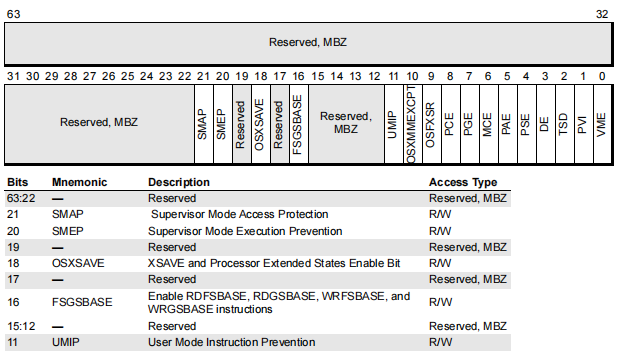 63 32
Reserved, MBZ
31 30 29 28 27 26 25 24 23 22 21 20 19 18 17 16 15 14 13 12 11 10 9 8 7 6 5 4 3 2 1 0
Reserved, MBZ SMAP SMEP Reserved OSXSAVE Reserved FSGSBASE Reserved, MBZ UMIP OSXMMEXCPT OSFXSR PCE PGE MCE PAE PSE DE TSD PVI VME
Bits Mnemonic Description Access Type
63:22 — Reserved Reserved, MBZ
21 SMAP Supervisor Mode Access Protection R/W
20 SMEP Supervisor Mode Execution Prevention R/W
19 — Reserved Reserved, MBZ
18 OSXSAVE XSAVE and Processor Extended States Enable Bit R/W
17 — Reserved Reserved, MBZ
16 FSGSBASE Enable RDFSBASE, RDGSBASE, WRFSBASE, and R/W
WRGSBASE instructions
15:12 — Reserved Reserved, MBZ
11 UMIP User Mode Instruction Prevention R/W